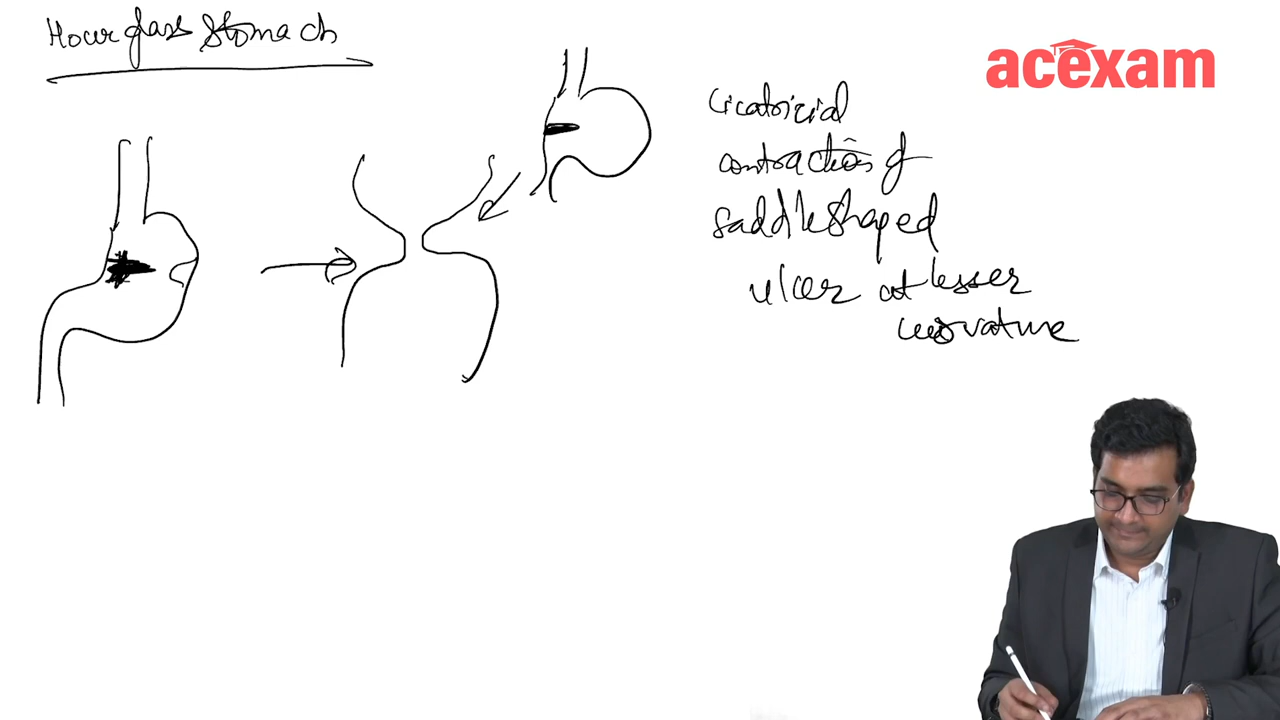 Hour glass stomach
acexam
Cicatricial
contraction of
saddle shaped
ulcer at lesser
curvature